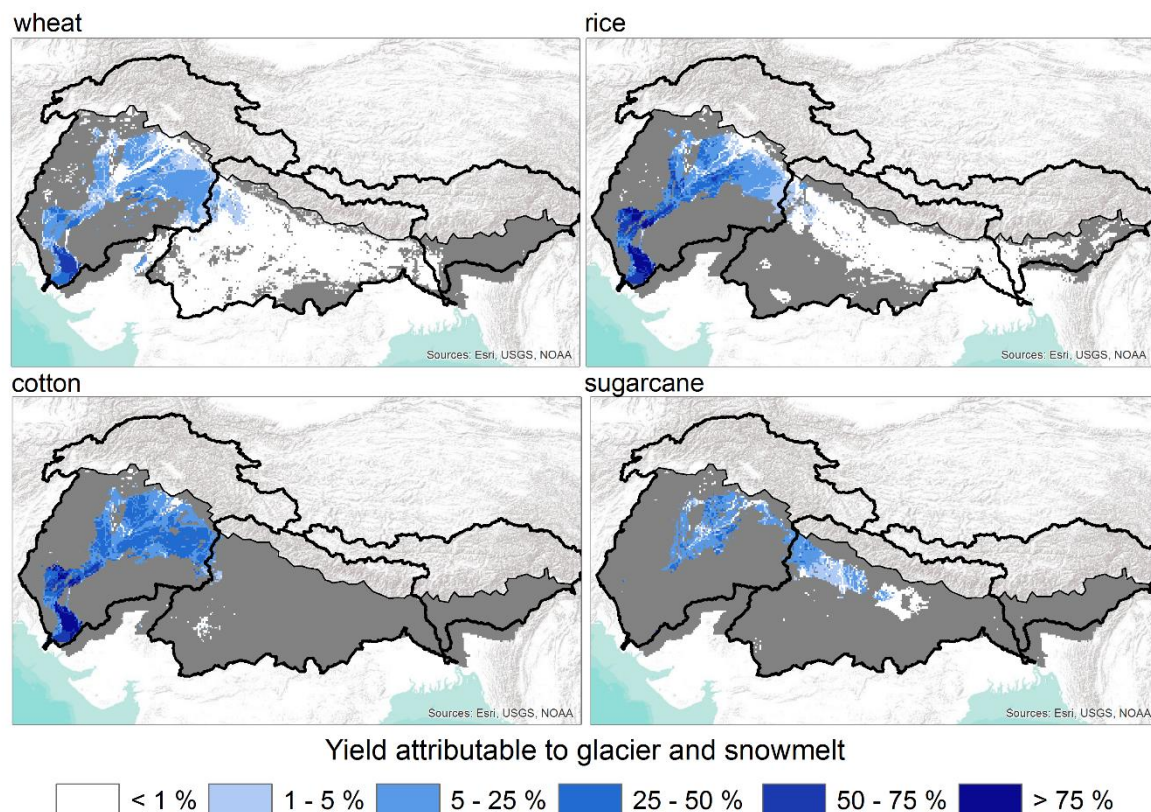 wheat
rice
Sources: Esri, USGS, NOAA
Sources: Esri, USGS, NOAA
cotton
sugarcane
Sources: Esri, USGS, NOAA
Sources: Esri, USGS, NOAA
Yield attributable to glacier and snowmelt
< 1 % 1 - 5 % 5 - 25 % 25 - 50 % 50 - 75 % > 75 %